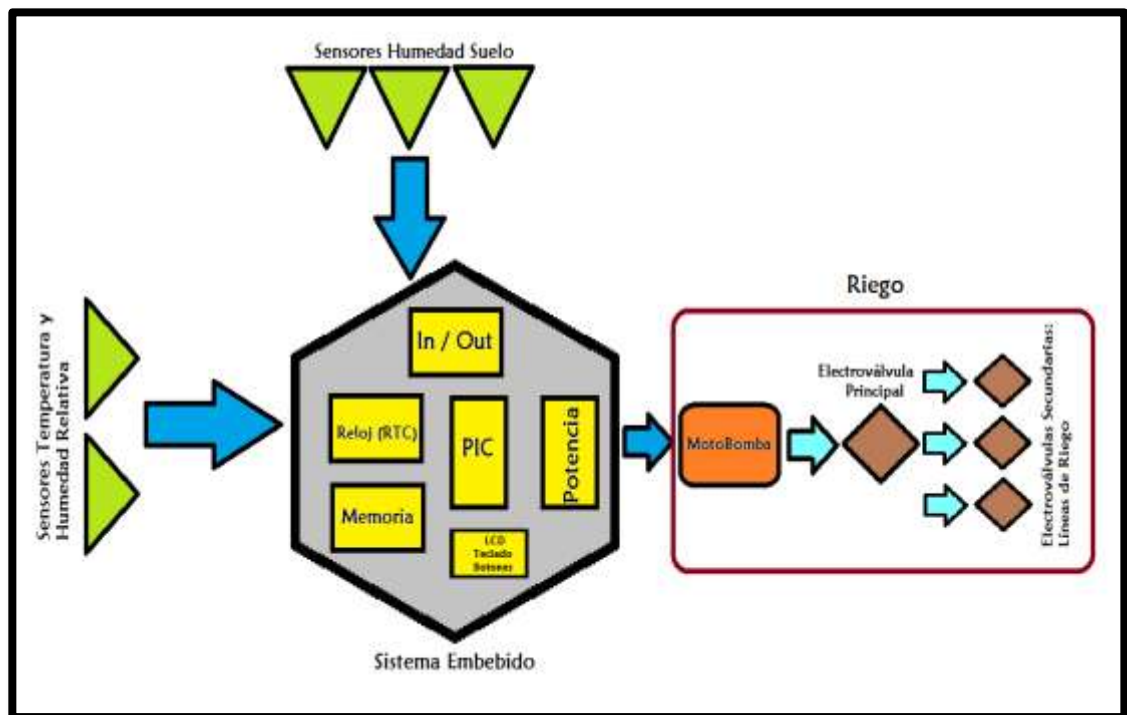 Sensores Humedad Suelo
Sensores Temperatura y
Humedad Relativa
In / Out
Reloj (RTC)
PIC
Potencia
Memoria
LCD
Teclado
Botones
Sistema Embebido
Riego
MotoBomba
Electroválvula
Principal
Electroválvulas Secundarias:
Líneas de Riego